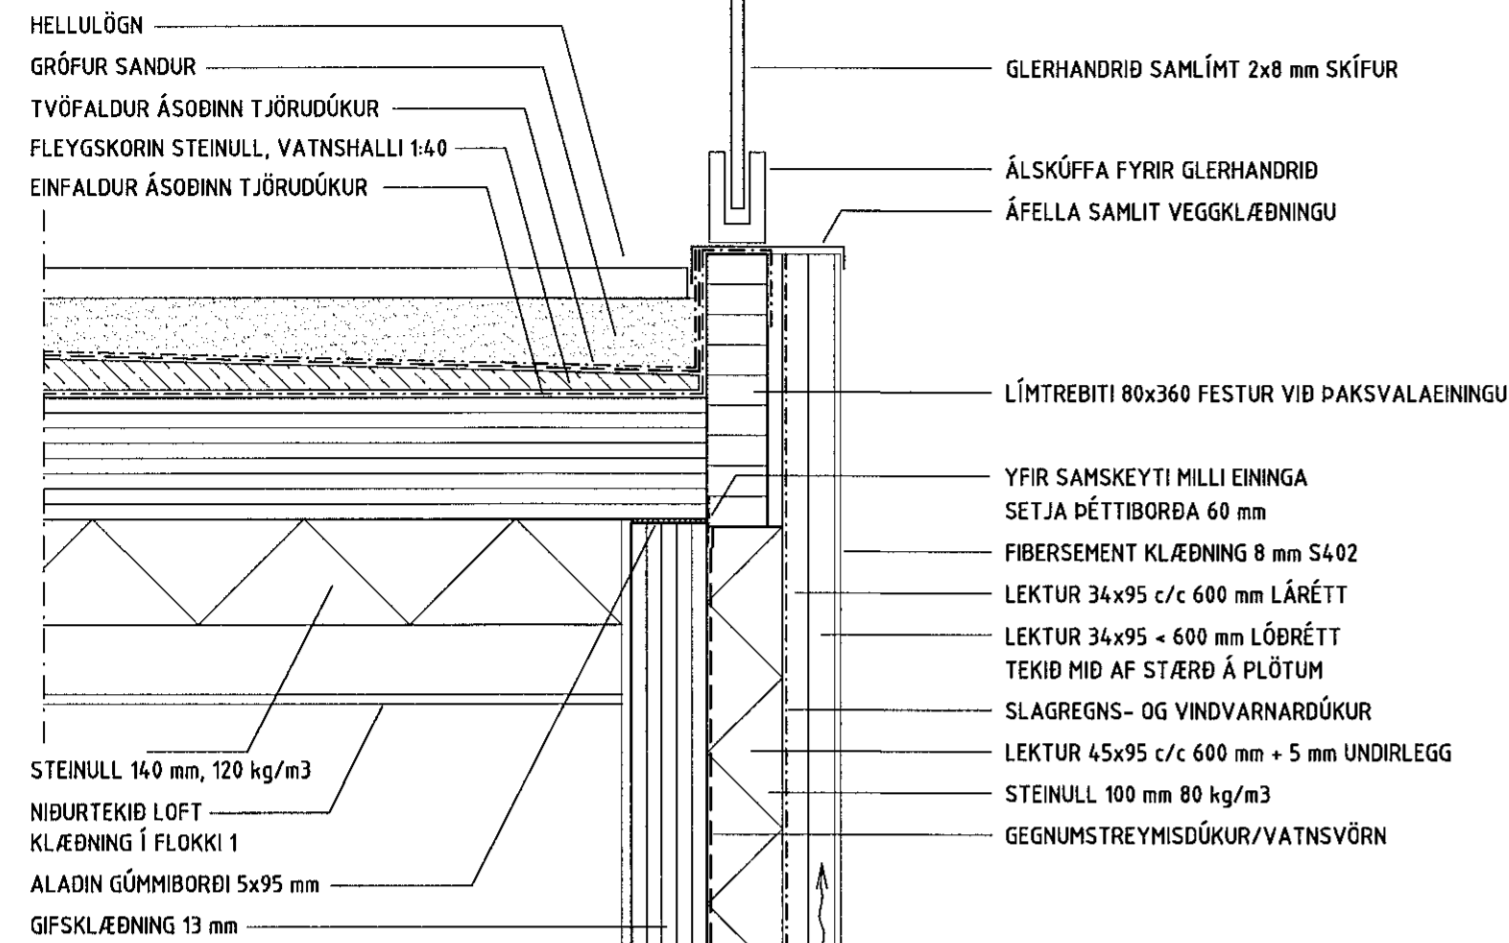 HELLULÖGN
GRÓFUR SANDUR
TVÖFALDUR ÁSOÐINN TJÖRUDÚKUR
FLEYGSKORIN STEINULL, VATNSHALLI 1:40
EINFALDUR ÁSOÐINN TJÖRUDÚKUR
STEINULL 140 mm, 120 kg/m3
NIÐURTEKIÐ LOFT
KLÆÐNING Í FLOKKI 1
ALADIN GÚMMIBORÐI 5x95 mm
GIFSKLÆÐNING 13 mm
GLERHANDRIÐ SAMLÍMT 2x8 mm SKÍFUR
ÁLSKÚFFA FYRIR GLERHANDRIÐ
ÁFELLA SAMLIT VEGGKLÆÐNINGU
LÍMTREBITI 80x360 FESTUR VIÐ ÞAKSVALAEININGU
YFIR SAMSKEYTI MILLI EININGA
SETJA ÞÉTTIBORÐA 60 mm
FIBERSEMENT KLÆÐNING 8 mm S402
LEKTUR 34x95 c/c 600 mm LÁRÉTT
LEKTUR 34x95 < 600 mm LÓÐRÉTT
TEKIÐ MIÐ AF STÆRÐ Á PLÖTUM
SLAGREGNS- OG VINDVARNARDÚKUR
LEKTUR 45x95 c/c 600 mm + 5 mm UNDIRLEGG
STEINULL 100 mm 80 kg/m3
GEGNUMSTREYMISDÚKUR/VATNSVÖRN